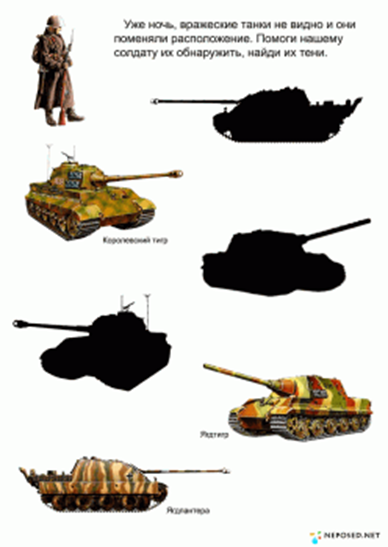 Уже ночь, вражеские танки не видно и они
поменяли расположение. Помоги нашему
солдату их обнаружить, найди их тени.
Королевский тигр
Ягдтигр
Ягдпантера
NEPOSED.NET